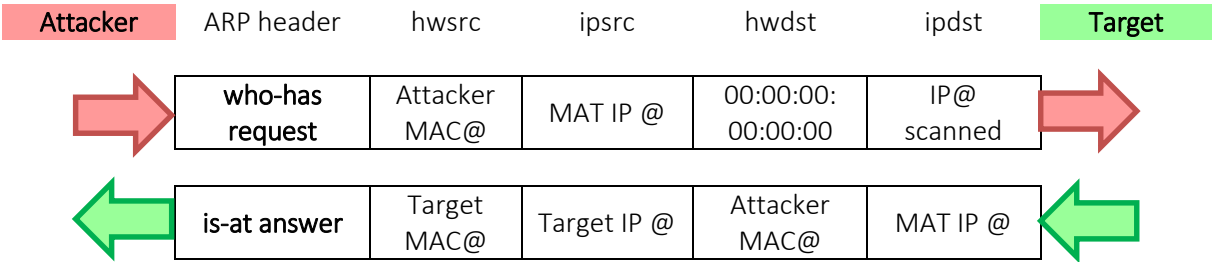 Attacker ARP header hwsrc ipsrc hwdst ipdst Target
who-has request Attacker MAC@ MAT IP @ 00:00:00: 00:00:00 IP@ scanned
is-at answer Target MAC@ Target IP @ Attacker MAC@ MAT IP @